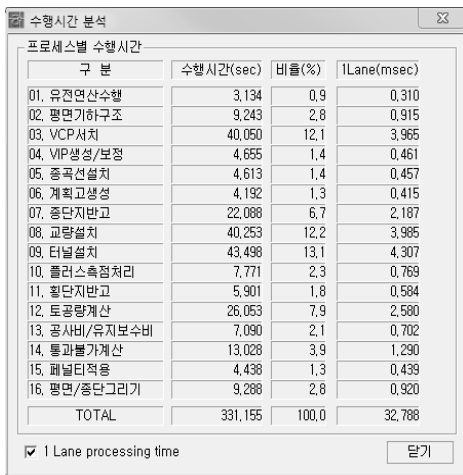 수행시간 분석
프로세스별 수행시간
구 분 수행시간(sec) 비율(%) 1Lane(msec)
01. 유전연산수행 3,134 0.9 0.310
02. 평면기하구조 9,243 2.8 0.915
03. VCP서치 40,050 12.1 3.965
04. VIP생성/보정 4,655 1.4 0.461
05. 종곡선설치 4,613 1.4 0.457
06. 계획고생성 4,192 1.3 0.415
07. 종단지반고 22,088 6.7 2.187
08. 교량설치 40,253 12.2 3.985
09. 터널설치 43,498 13.1 4.307
10. 플러스측점처리 7,771 2.3 0.769
11. 횡단지반고 5,901 1.8 0.584
12. 토공량계산 26,053 7.9 2.580
13. 공사비/유지보수비 7,090 2.1 0.702
14. 통과불가계산 13,028 3.9 1.290
15. 페널티적용 4,438 1.3 0.439
16. 평면/종단그리기 9,288 2.8 0.920
TOTAL 331,155 100.0 32.788
1 Lane processing time 닫기